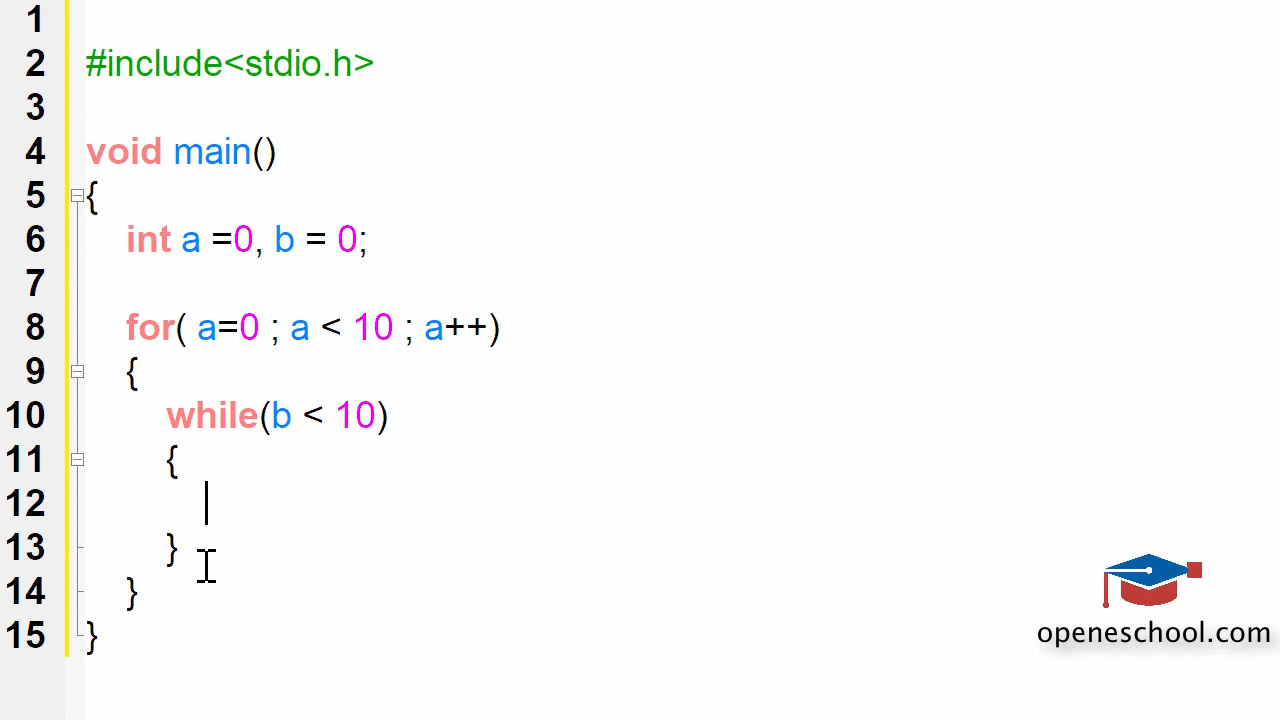 1
2 #include<stdio.h>
3
4 void main()
5 {
6 int a =0, b = 0;
7
8 for( a=0 ; a < 10 ; a++)
9 {
10 while(b < 10)
11 {
12
13 }
14 }
15 }
openeschool.com